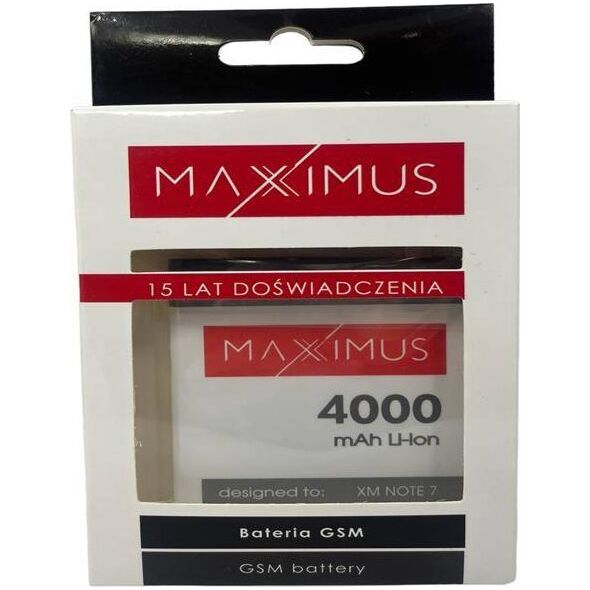 MAXXIMUS
15 LAT DOŚWIADCZENIA
MAXXIMUS
4000
mAh Li-Ion
designed to: XM NOTE 7
Bateria GSM
GSM battery